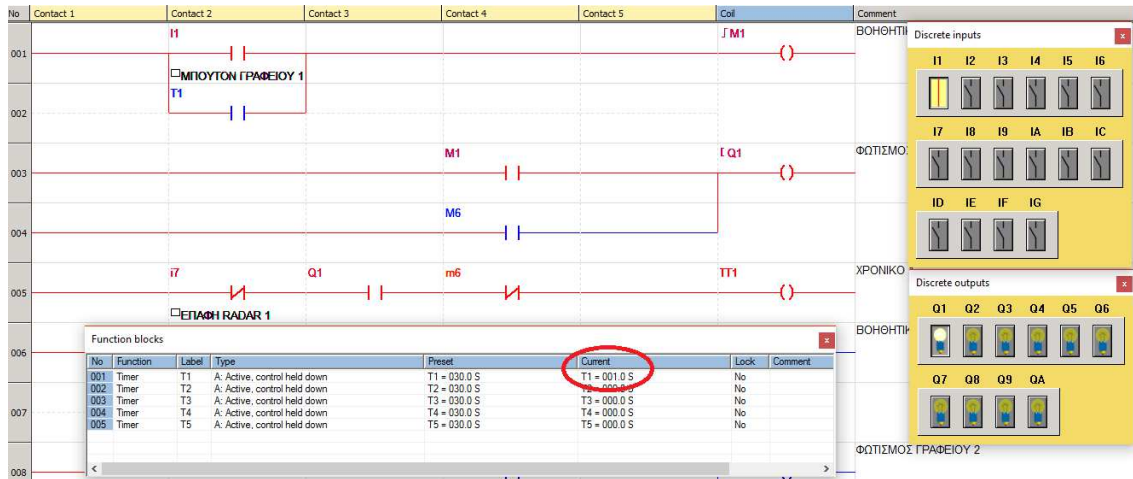 No Contact 1 Contact 2 Contact 3 Contact 4 Contact 5 Coil Comment
001 I1 ∫M1 ΒΟΗΘΗΤΙ
ΜΠΟΥΤΟΝ ΓΡΑΦΕΙΟΥ 1
002 T1
003 M1 [ Q1 ΦΩΤΙΣΜΟΣ
004 M6
005 i7 Q1 m6 TT1 ΧΡΟΝΙΚΟ
ΕΠΑΦΗ RADAR 1
006 ΒΟΗΘΗΤΙΚ
007
008 ΦΩΤΙΣΜΟΣ ΓΡΑΦΕΙΟΥ 2
Function blocks x
No Function Label Type Preset Current Lock Comment
001 Timer T1 A: Active, control held down T1 = 030.0 S T1 = 001.0 S No
002 Timer T2 A: Active, control held down T2 = 030.0 S T2 = 000.0 S No
003 Timer T3 A: Active, control held down T3 = 030.0 S T3 = 000.0 S No
004 Timer T4 A: Active, control held down T4 = 030.0 S T4 = 000.0 S No
005 Timer T5 A: Active, control held down T5 = 030.0 S T5 = 000.0 S No
Discrete inputs x
I1 I2 I3 I4 I5 I6
I7 I8 I9 IA IB IC
ID IE IF IG
Discrete outputs x
Q1 Q2 Q3 Q4 Q5 Q6
Q7 Q8 Q9 QA